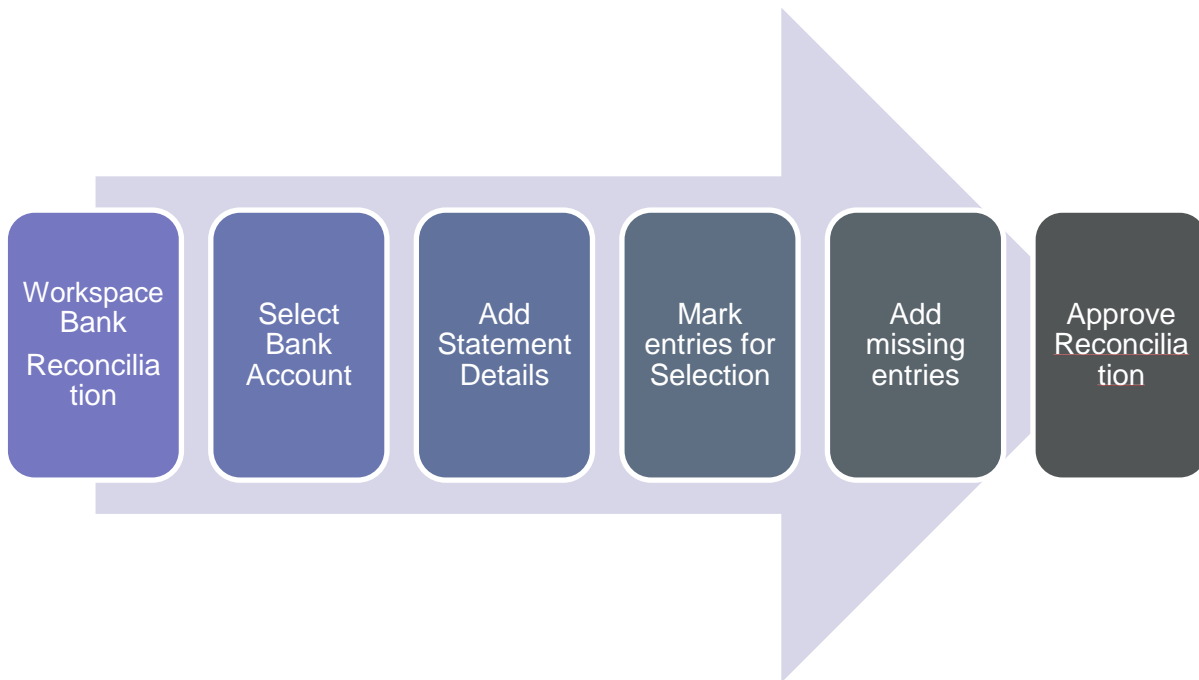 Workspace
Bank
Reconcilia
tion
Select
Bank
Account
Add
Statement
Details
Mark
entries for
Selection
Add
missing
entries
Approve
Reconcilia
tion